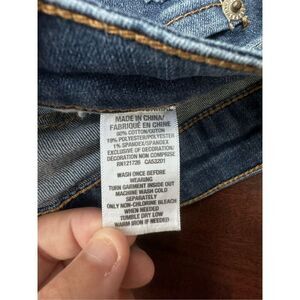 MADE IN CHINA/
FABRIQUÉ EN CHINE
80% COTTON/COTON
19% POLYESTER/POLYESTER
1% SPANDEX/SPANDEX
EXCLUSIVE OF DECORATION/
DÉCORATION NON COMPRISE
RN121728 CA53201
WASH ONCE BEFORE
WEARING
TURN GARMENT INSIDE OUT
MACHINE WASH COLD
SEPARATELY
ONLY NON-CHLORINE BLEACH
WHEN NEEDED
TUMBLE DRY LOW
WARM IRON IF NEEDED